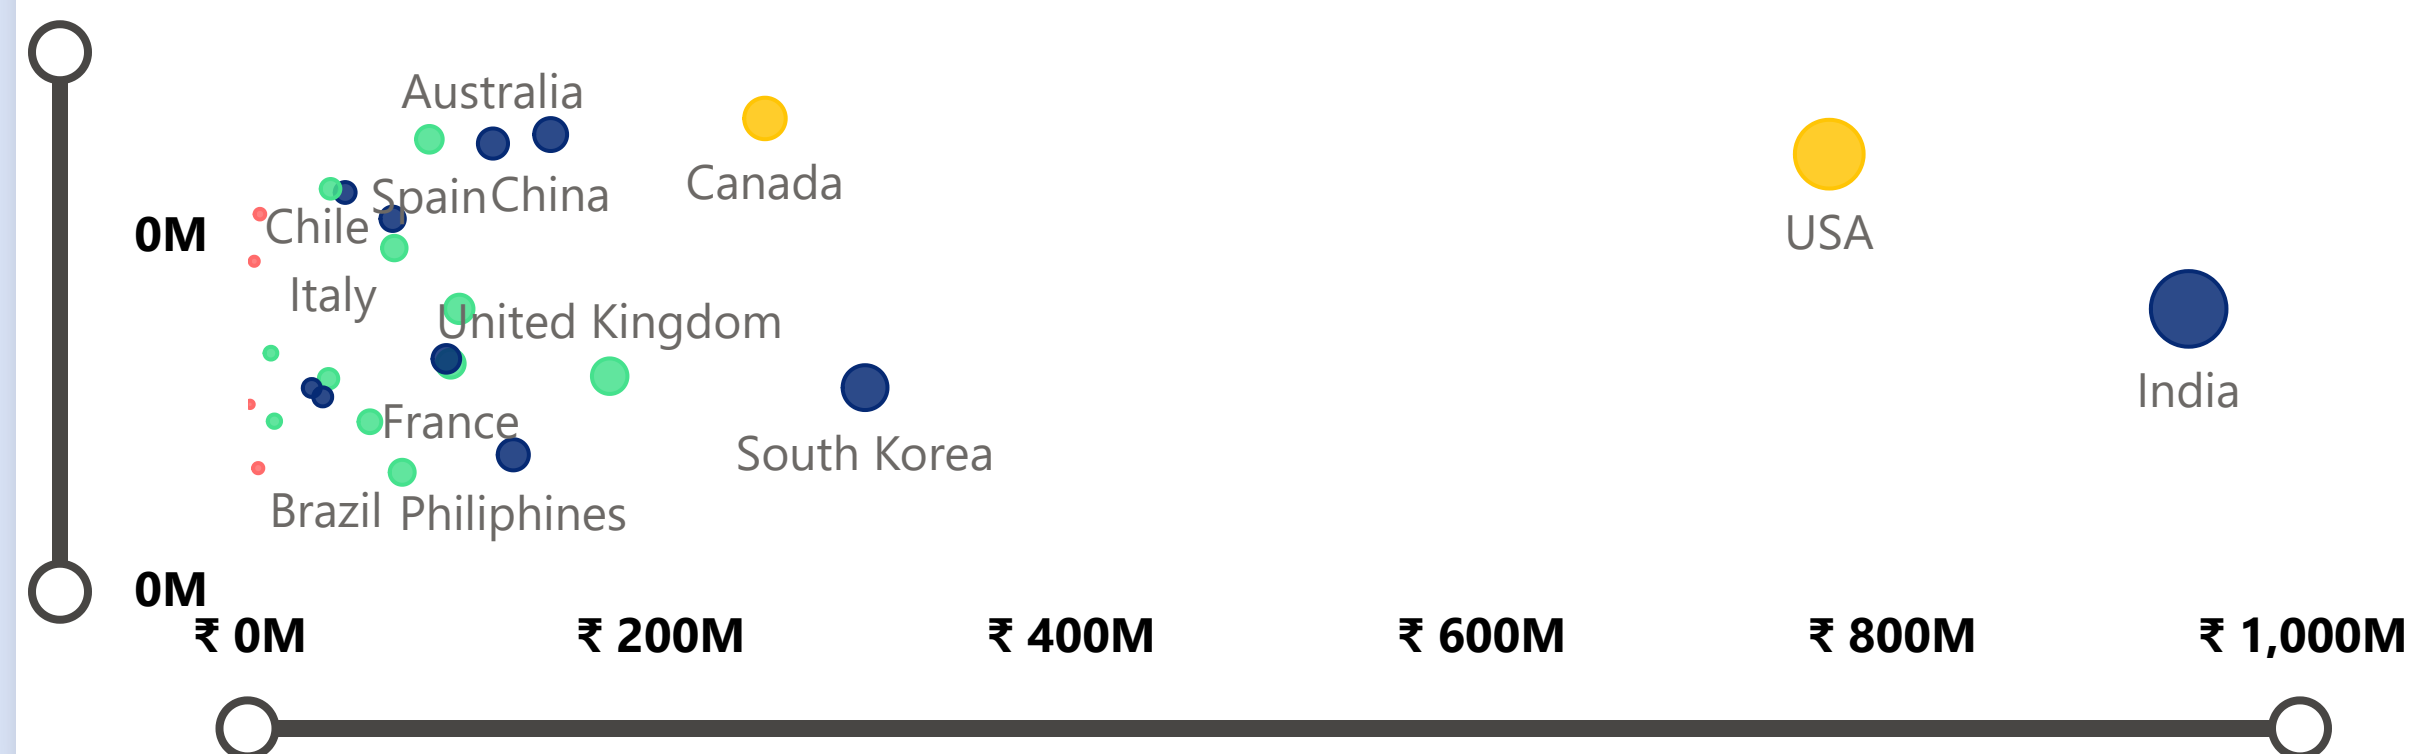 Australia
Canada
Spain
China
Chile
0M
USA
Italy
United Kingdom
India
France
South Korea
Brazil
Philiphines
0M
₹ 0M
₹ 200M
₹ 400M
₹ 600M
₹ 800M
₹ 1,000M